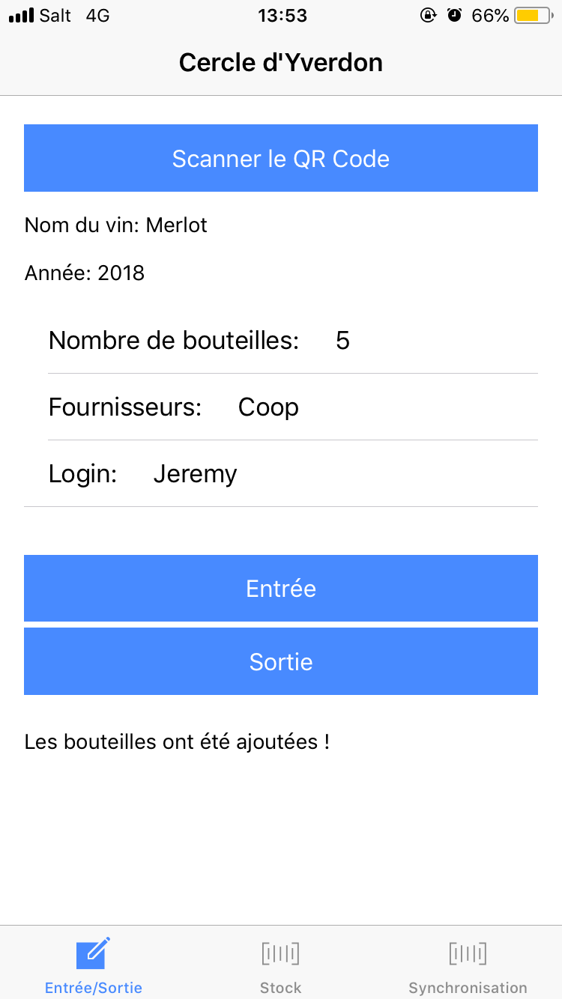 Salt 4G 13:53 66%
Cercle d'Yverdon
Scanner le QR Code
Nom du vin: Merlot
Année: 2018
Nombre de bouteilles: 5
Fournisseurs: Coop
Login: Jeremy
Entrée
Sortie
Les bouteilles ont été ajoutées !
Entrée/Sortie Stock Synchronisation